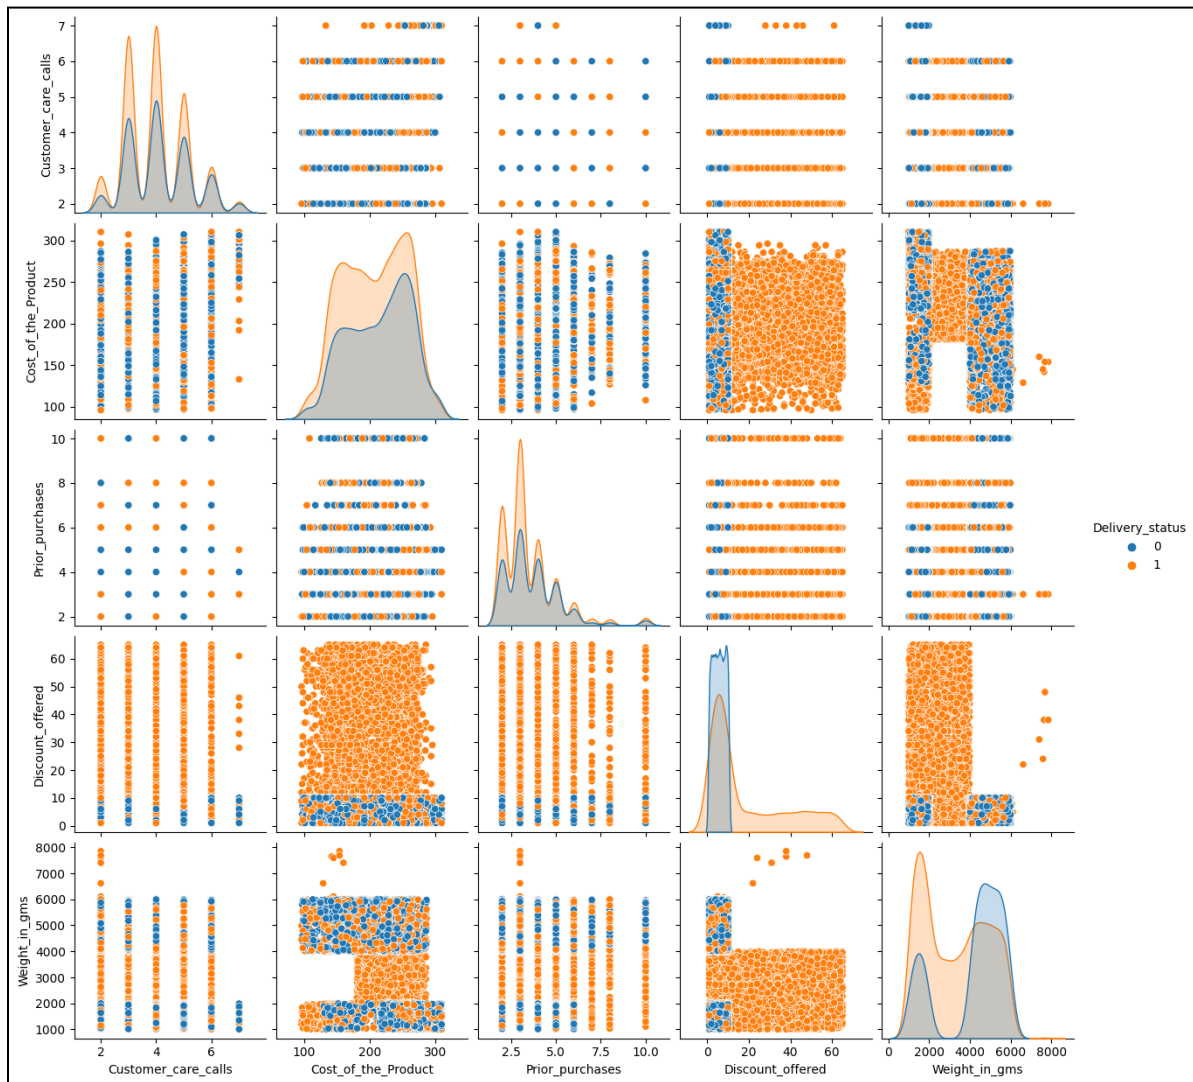 7
6
5
4
3
2
Customer_care_calls
300
250
200
150
100
Cost_of_the_Product
10
8
6
4
2
Prior_purchases
Delivery_status
0
1
60
50
40
30
20
10
0
Discount_offered
8000
7000
6000
5000
4000
3000
2000
1000
Weight_in_gms
2 4 6
100 200 300
2.5 5.0 7.5 10.0
0 20 40 60
0 2000 4000 6000 8000
Customer_care_calls
Cost_of_the_Product
Prior_purchases
Discount_offered
Weight_in_gms